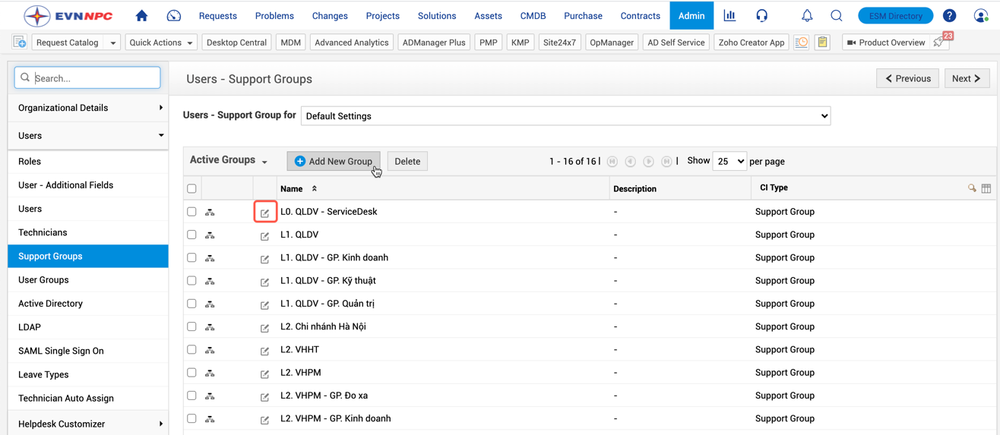 EVNNPC Requests Problems Changes Projects Solutions Assets CMDB Purchase Contracts Admin ESM Directory ?
Request Catalog Quick Actions Desktop Central MDM Advanced Analytics ADManager Plus PMP KMP Site24x7 OpManager AD Self Service Zoho Creator App Product Overview 23
Search...
Organizational Details
Users
Roles
User - Additional Fields
Users
Technicians
Support Groups
User Groups
Active Directory
LDAP
SAML Single Sign On
Leave Types
Technician Auto Assign
Helpdesk Customizer
Users - Support Groups Previous Next
Users - Support Group for Default Settings
Active Groups Add New Group Delete 1 - 16 of 16 | | Show 25 per page
Name Description CI Type
L0. QLDV - ServiceDesk - Support Group
L1. QLDV - Support Group
L1. QLDV - GP. Kinh doanh - Support Group
L1. QLDV - GP. Kỹ thuật - Support Group
L1. QLDV - GP. Quản trị - Support Group
L2. Chi nhánh Hà Nội - Support Group
L2. VHHT - Support Group
L2. VHPM - Support Group
L2. VHPM - GP. Đo xa - Support Group
L2. VHPM - GP. Kinh doanh - Support Group